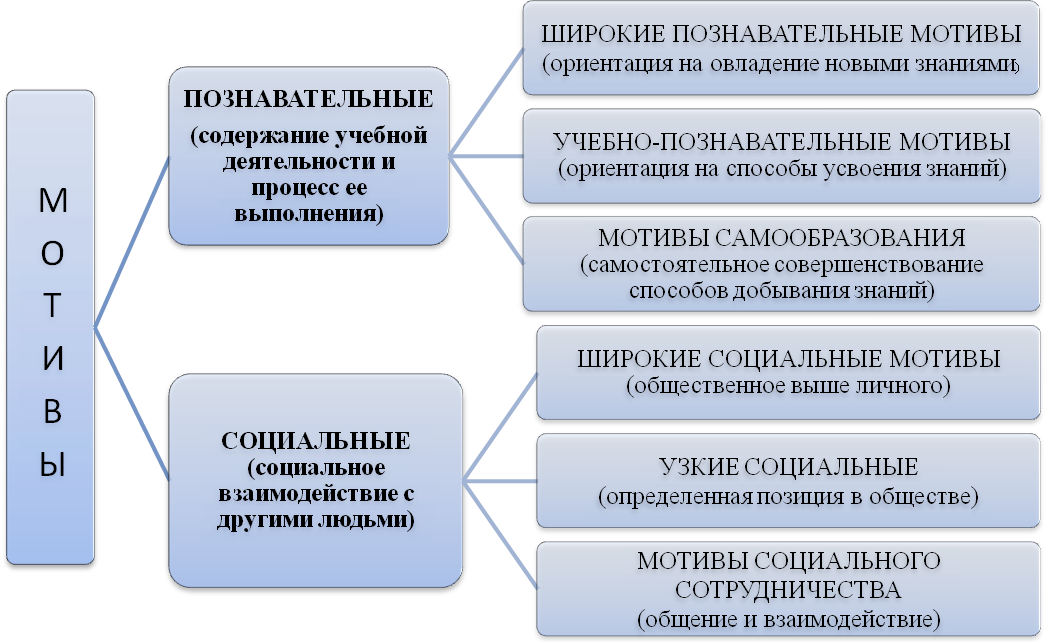 МОТИВЫ
ПОЗНАВАТЕЛЬНЫЕ
(содержание учебной
деятельности и
процесс ее
выполнения)
ШИРОКИЕ ПОЗНАВАТЕЛЬНЫЕ МОТИВЫ
(ориентация на овладение новыми знаниями)
УЧЕБНО-ПОЗНАВАТЕЛЬНЫЕ МОТИВЫ
(ориентация на способы усвоения знаний)
МОТИВЫ САМООБРАЗОВАНИЯ
(самостоятельное совершенствование
способов добывания знаний)
СОЦИАЛЬНЫЕ
(социальное
взаимодействие с
другими людьми)
ШИРОКИЕ СОЦИАЛЬНЫЕ МОТИВЫ
(общественное выше личного)
УЗКИЕ СОЦИАЛЬНЫЕ
(определенная позиция в обществе)
МОТИВЫ СОЦИАЛЬНОГО
СОТРУДНИЧЕСТВА
(общение и взаимодействие)